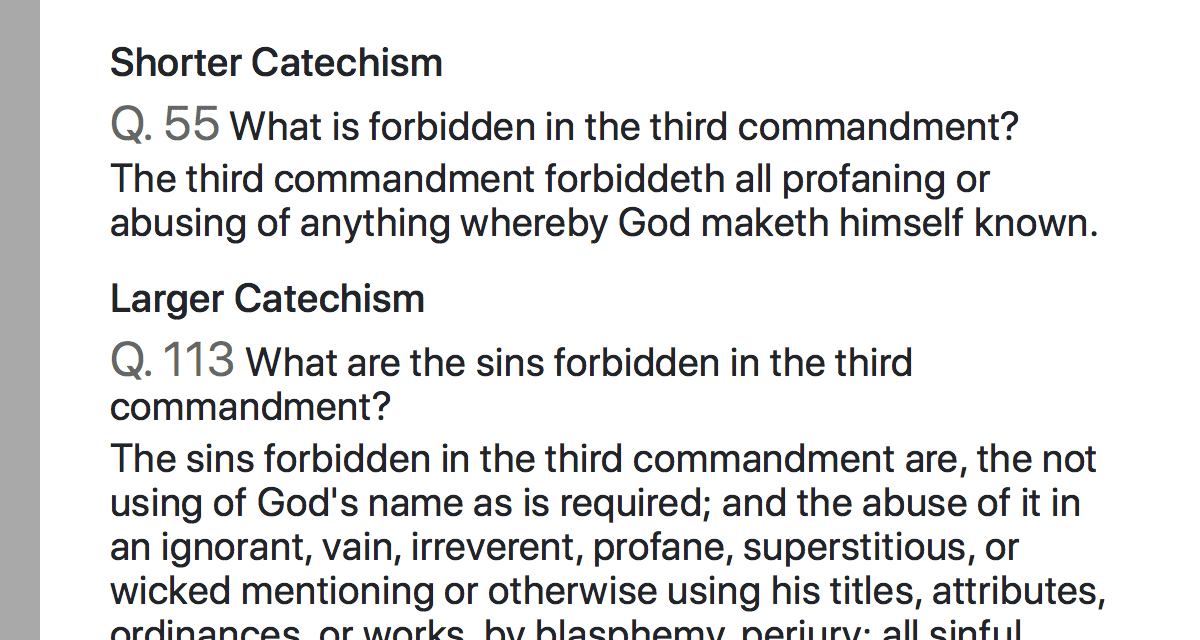 Shorter Catechism
Q. 55 What is forbidden in the third commandment?
The third commandment forbiddeth all profaning or
abusing of anything whereby God maketh himself known.
Larger Catechism
Q. 113 What are the sins forbidden in the third
commandment?
The sins forbidden in the third commandment are, the not
using of God's name as is required; and the abuse of it in
an ignorant, vain, irreverent, profane, superstitious, or
wicked mentioning or otherwise using his titles, attributes,
ordinances, or works, by blasphemy, perjury; all sinful